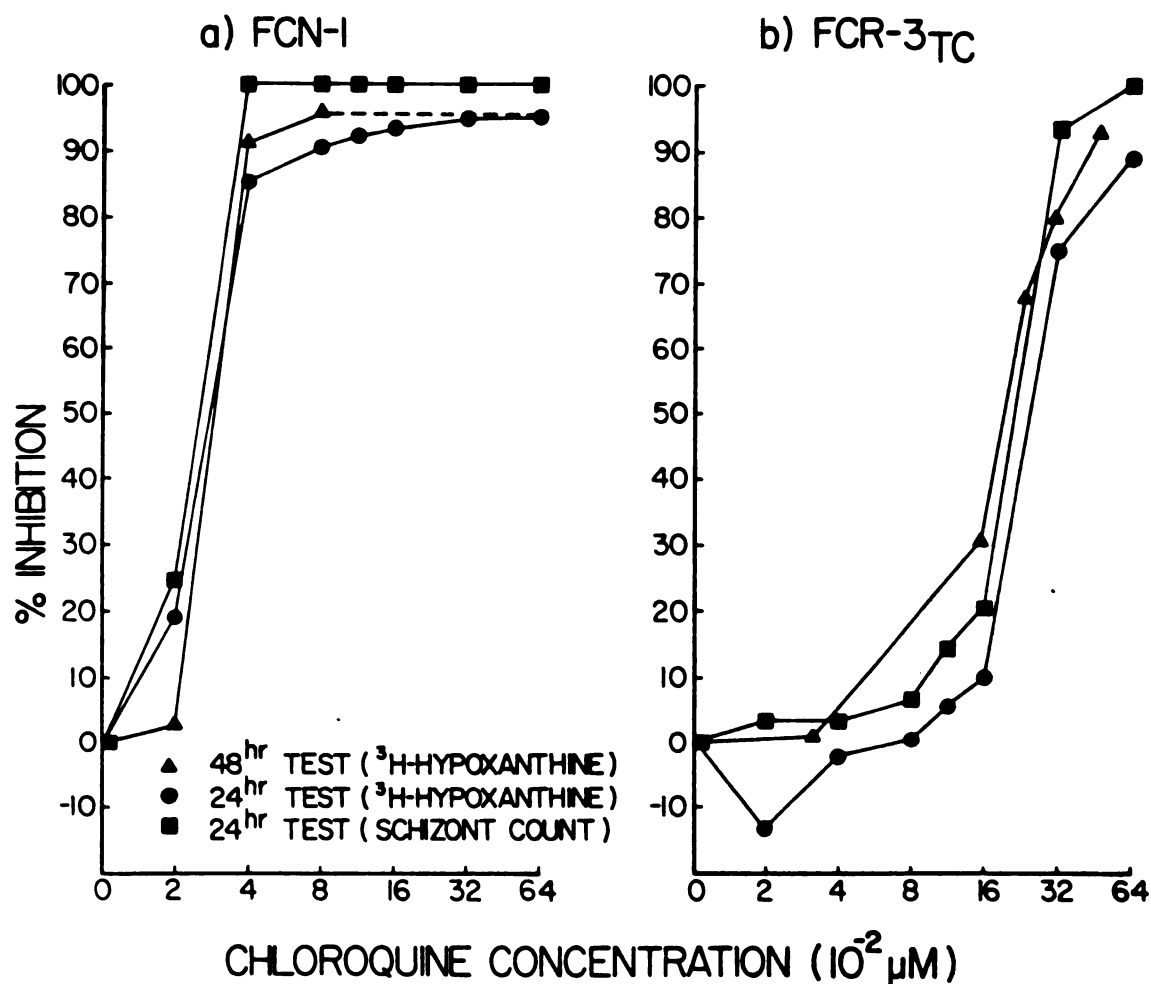 a) FCN-1
b) FCR-3TC
% INHIBITION
100
90
80
70
60
50
40
30
20
10
0
-10
100
90
80
70
60
50
40
30
20
10
0
-10
48hr TEST (3H-HYPOXANTHINE)
24hr TEST (3H-HYPOXANTHINE)
24hr TEST (SCHIZONT COUNT)
0 2 4 8 16 32 64
0 2 4 8 16 32 64
CHLOROQUINE CONCENTRATION (10-2 µM)